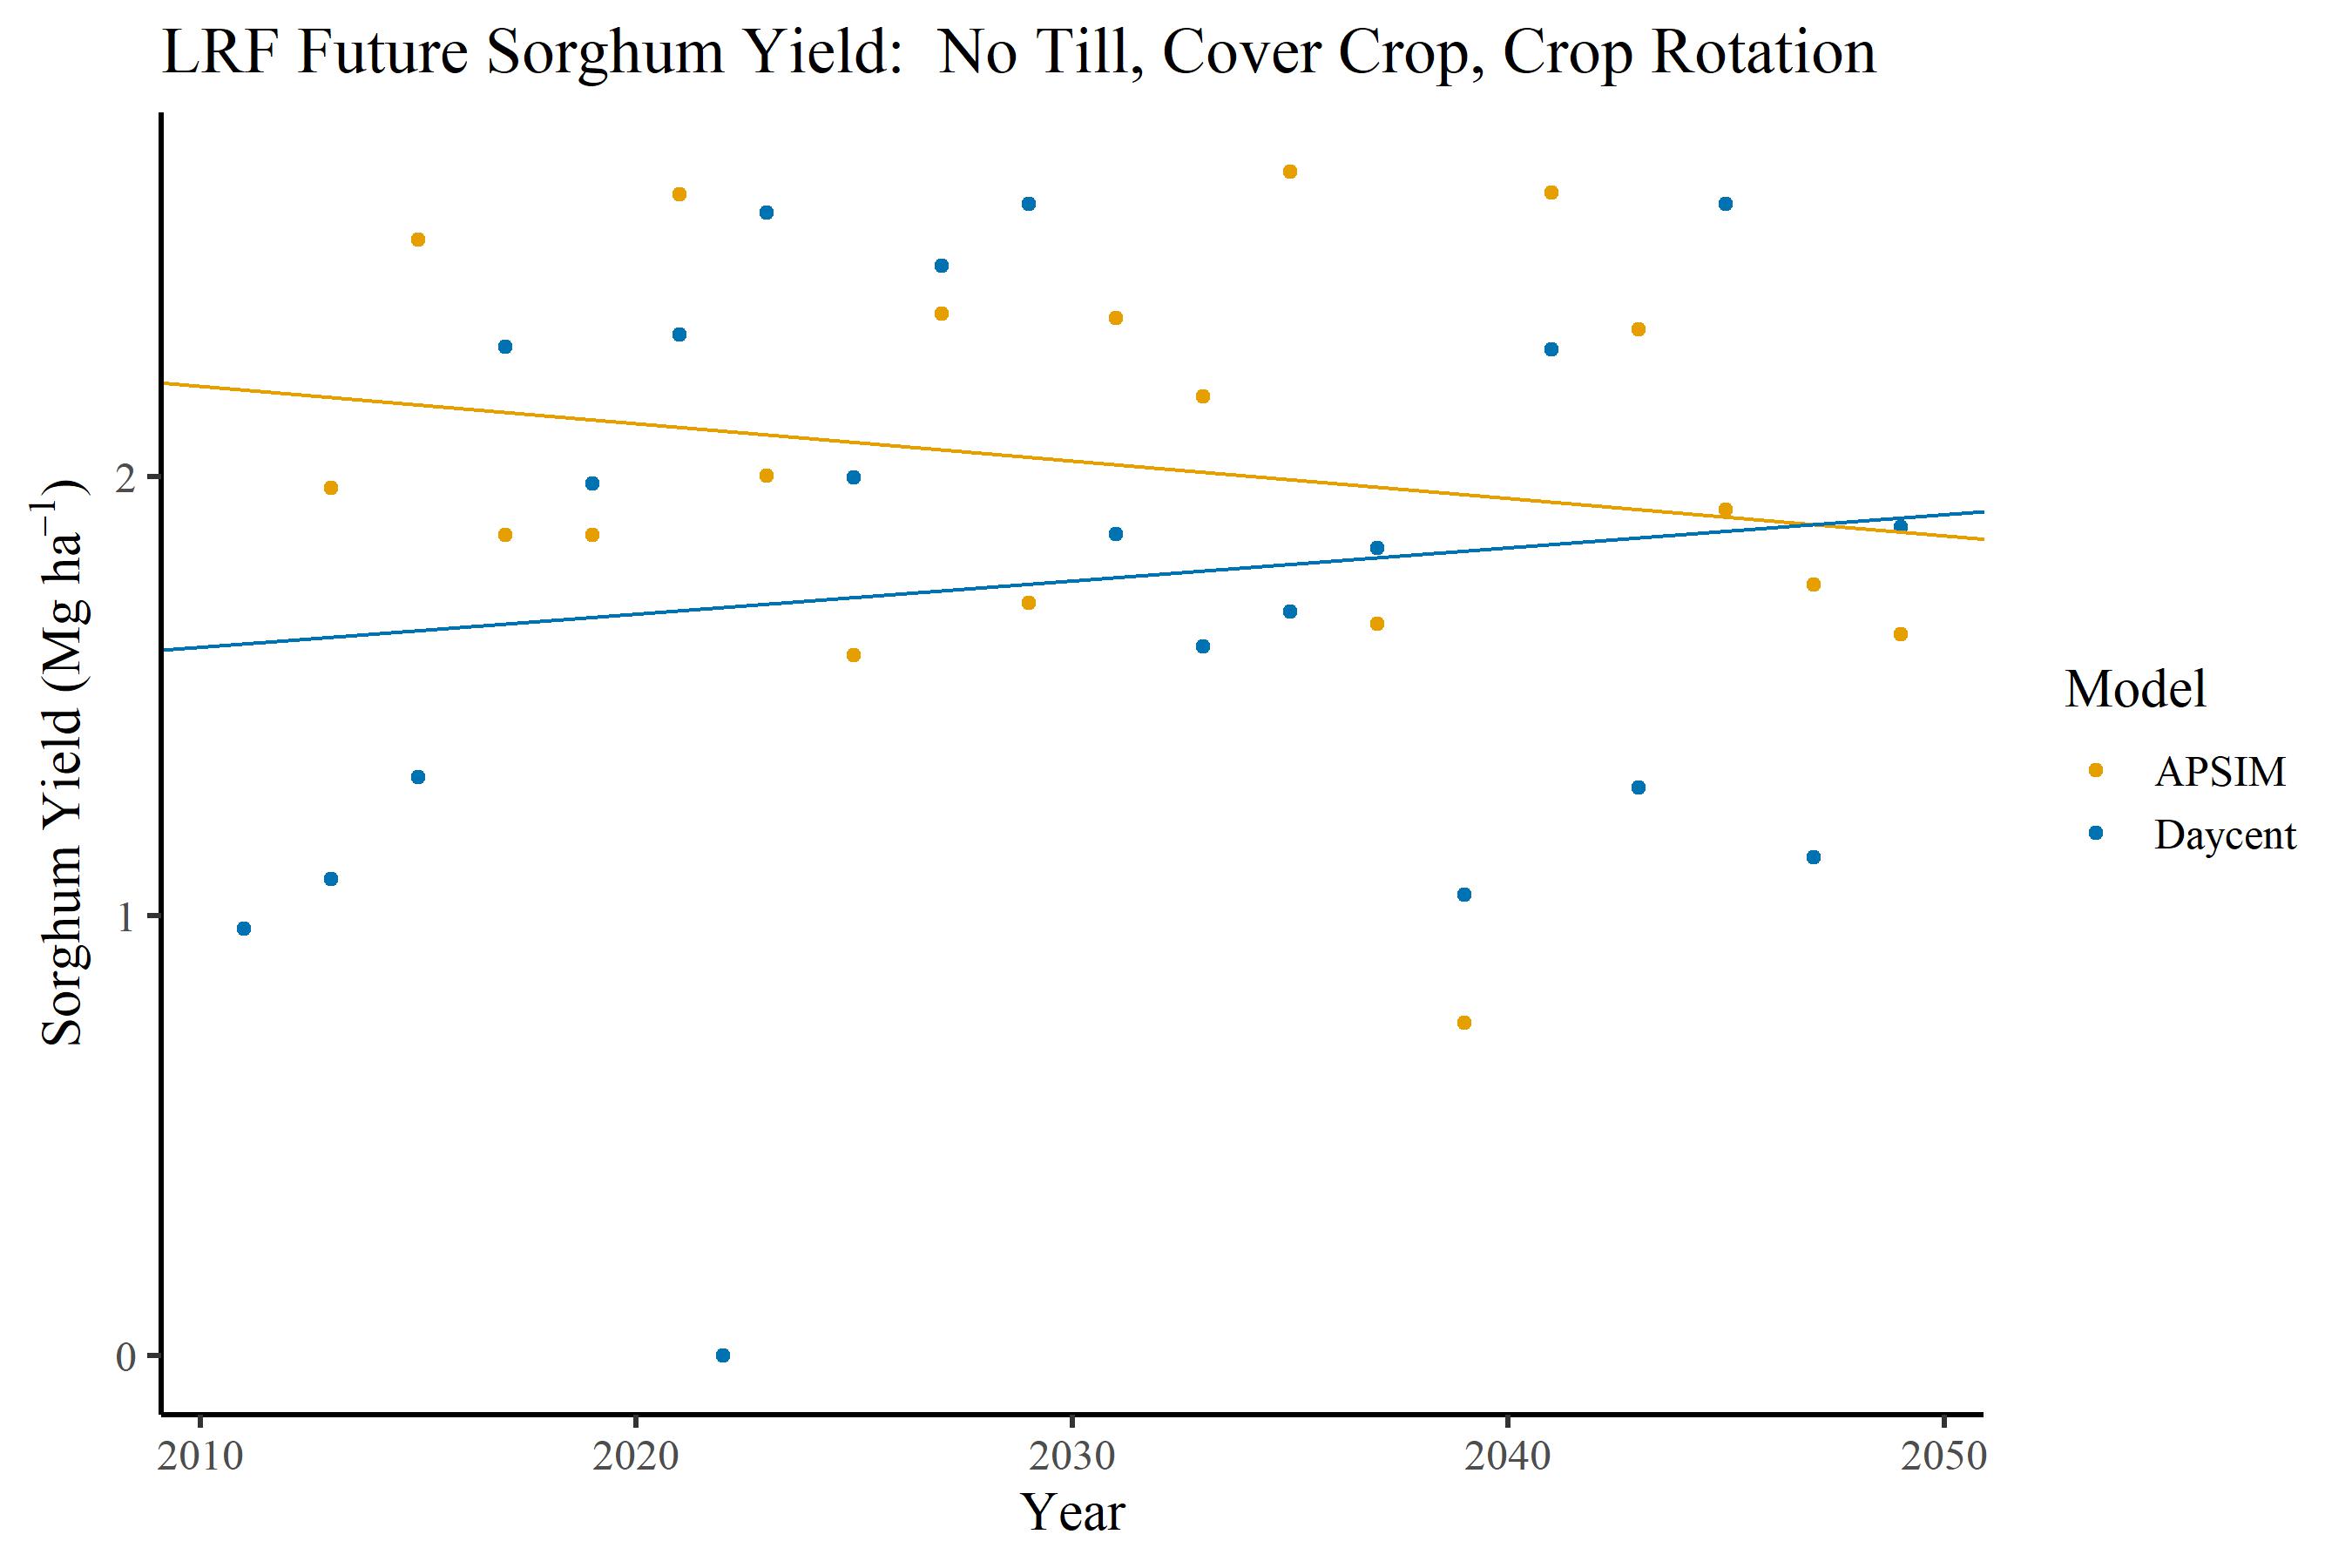 LRF Future Sorghum Yield:  No Till, Cover Crop, Crop Rotation
Sorghum Yield (Mg ha⁻¹)
2
1
0
2010 2020 2030 2040 2050
Year
Model
APSIM
Daycent